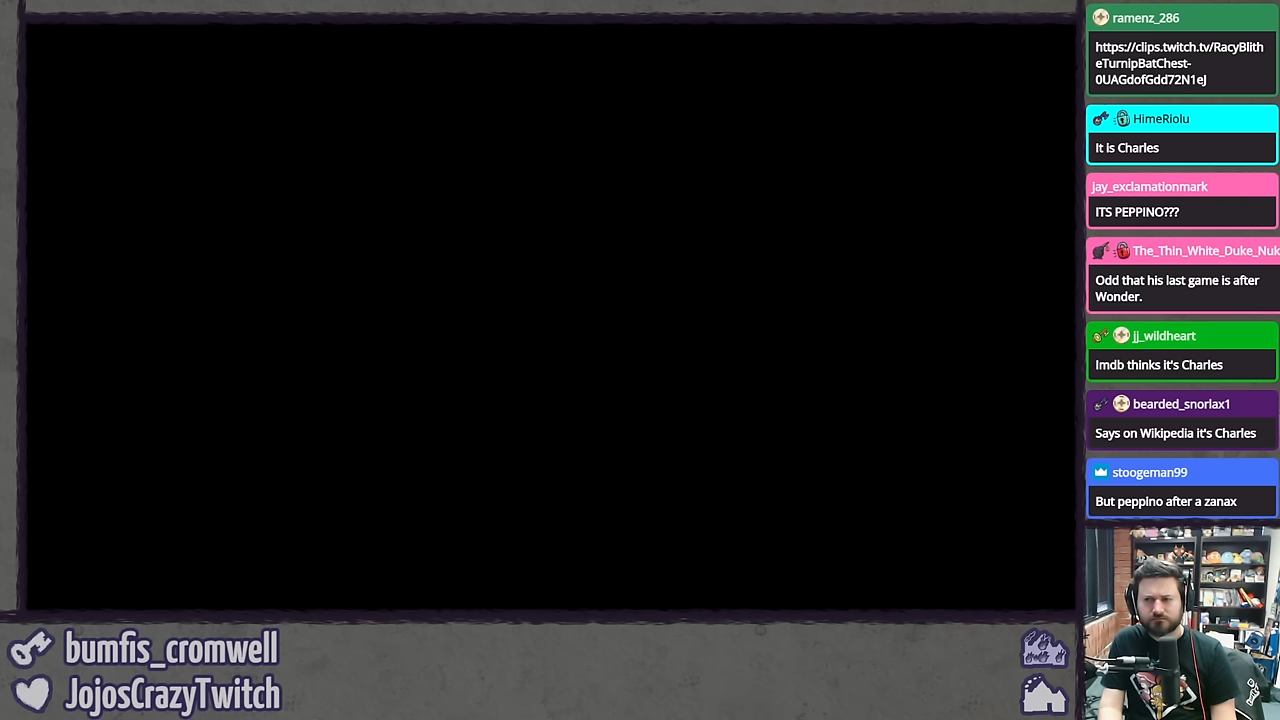 ramenz_286
https://clips.twitch.tv/RacyBlith
eTurnipBatChest-
0UAGdofGdd72N1eJ
HimeRiolu
It is Charles
jay_exclamationmark
ITS PEPPINO???
The_Thin_White_Duke_Nuk
Odd that his last game is after
Wonder.
jj_wildheart
Imdb thinks it's Charles
bearded_snorlax1
Says on Wikipedia it's Charles
stoogeman99
But peppino after a zanax
bumfis_cromwell
JojosCrazyTwitch